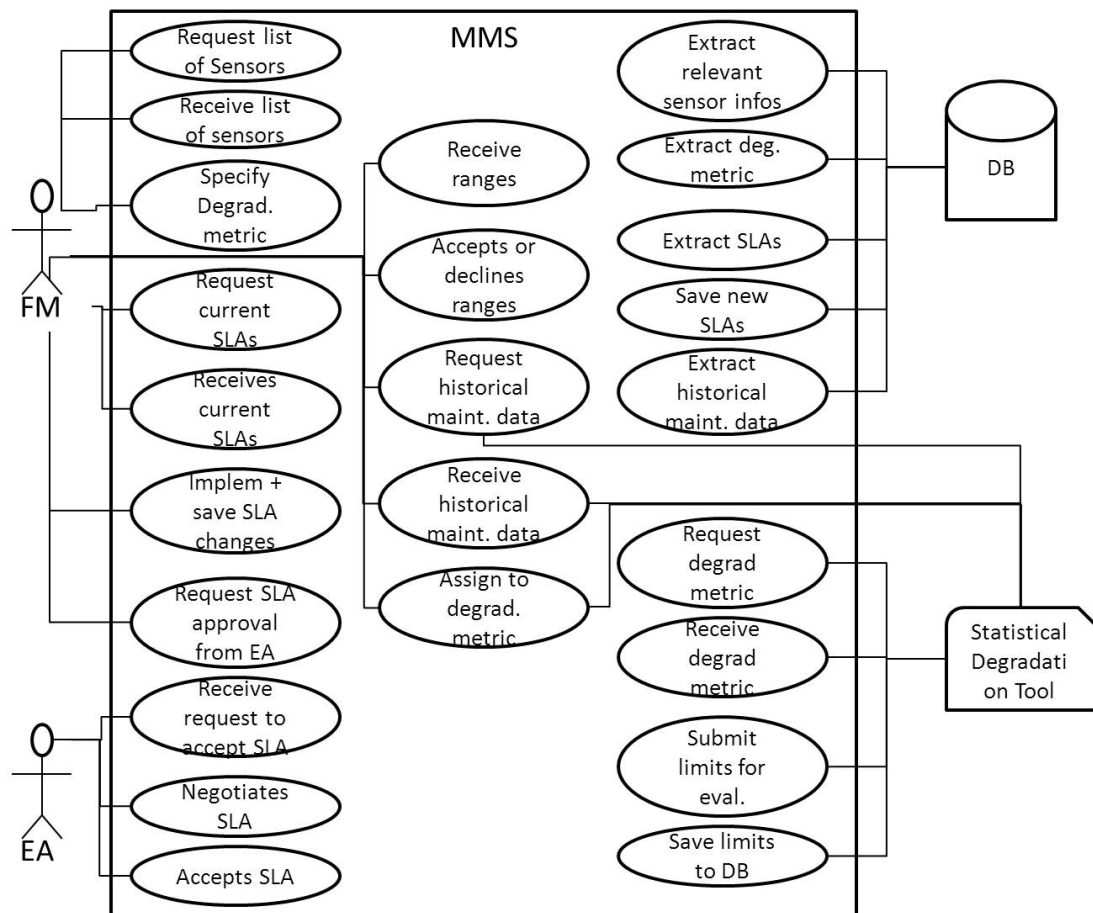 MMS
Request list
of Sensors
Receive list
of sensors
Specify
Degrad.
metric
FM
Request
current
SLAs
Receives
current
SLAs
Implem +
save SLA
changes
Request SLA
approval
from EA
Receive
request to
accept SLA
Negotiates
SLA
Accepts SLA
EA
Receive
ranges
Accepts or
declines
ranges
Request
historical
maint. data
Receive
historical
maint. data
Assign to
degrad.
metric
Extract
relevant
sensor infos
Extract deg.
metric
Extract SLAs
Save new
SLAs
Extract
historical
maint. data
Request
degrad
metric
Receive
degrad
metric
Submit
limits for
eval.
Save limits
to DB
DB
Statistical
Degradati
on Tool